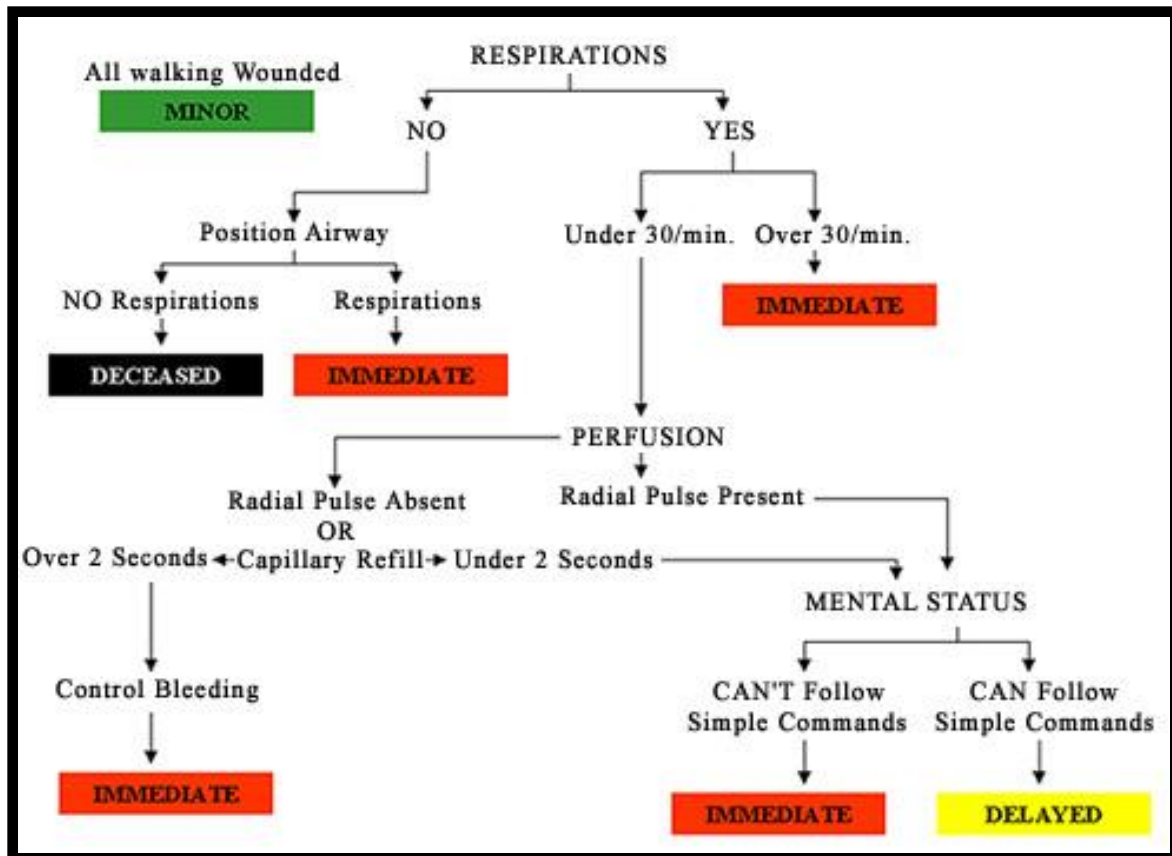 RESPIRATIONS
All walking Wounded
MINOR
NO
YES
Position Airway
Under 30/min.
Over 30/min.
NO Respirations
Respirations
IMMEDIATE
DECEASED
IMMEDIATE
PERFUSION
Radial Pulse Absent
Radial Pulse Present
OR
Over 2 Seconds
Capillary Refill
Under 2 Seconds
MENTAL STATUS
Control Bleeding
CAN'T Follow
Simple Commands
CAN Follow
Simple Commands
IMMEDIATE
IMMEDIATE
DELAYED